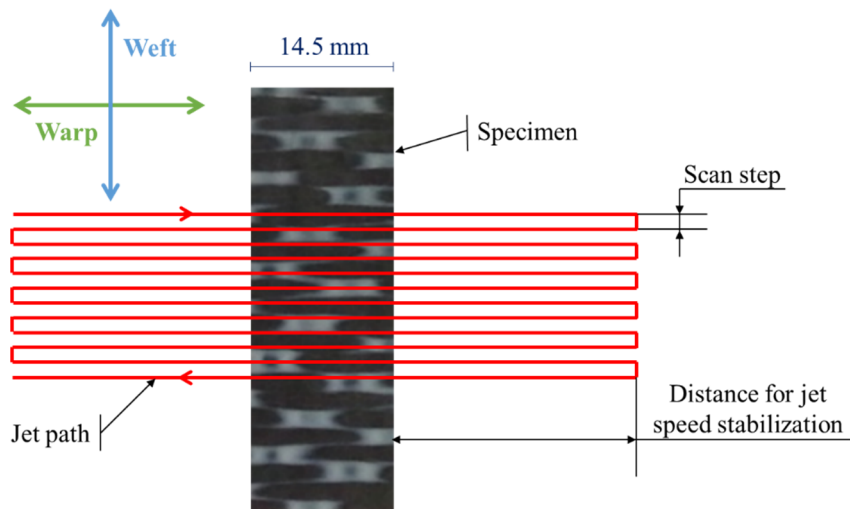 Weft
Warp
14.5 mm
Specimen
Scan step
Jet path
Distance for jet
speed stabilization